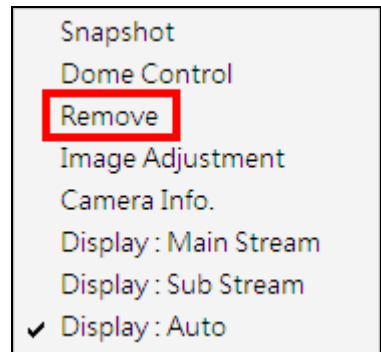 Snapshot
Dome Control
Remove
Image Adjustment
Camera Info.
Display : Main Stream
Display : Sub Stream
Display : Auto